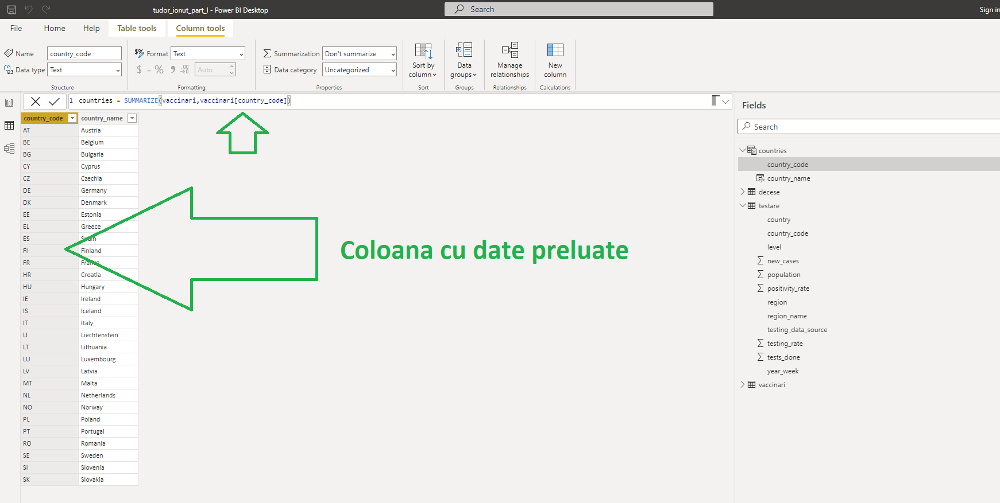 tudor_ionut_part_I - Power BI Desktop
Search
Sign in
File Home Help Table tools Column tools
Name country_code
Data type Text
Structure
$% Format Text
$ % 9 .00 Auto
Formatting
Summarization Don't summarize
Data category Uncategorized
Properties
Sort by
column
Sort
Data
groups
Groups
Manage
relationships
Relationships
New
column
Calculations
1 countries = SUMMARIZE(vaccinari,vaccinari[country_code])
country_code country_name
AT Austria
BE Belgium
BG Bulgaria
CY Cyprus
CZ Czechia
DE Germany
DK Denmark
EE Estonia
EL Greece
ES Spain
FI Finland
FR France
HR Croatia
HU Hungary
IE Ireland
IS Iceland
IT Italy
LI Liechtenstein
LT Lithuania
LU Luxembourg
LV Latvia
MT Malta
NL Netherlands
NO Norway
PL Poland
PT Portugal
RO Romania
SE Sweden
SI Slovenia
SK Slovakia
Coloana cu date preluate
Fields
Search
countries
country_code
country_name
decese
testare
country
country_code
level
new_cases
population
positivity_rate
region
region_name
testing_data_source
testing_rate
tests_done
year_week
vaccinari